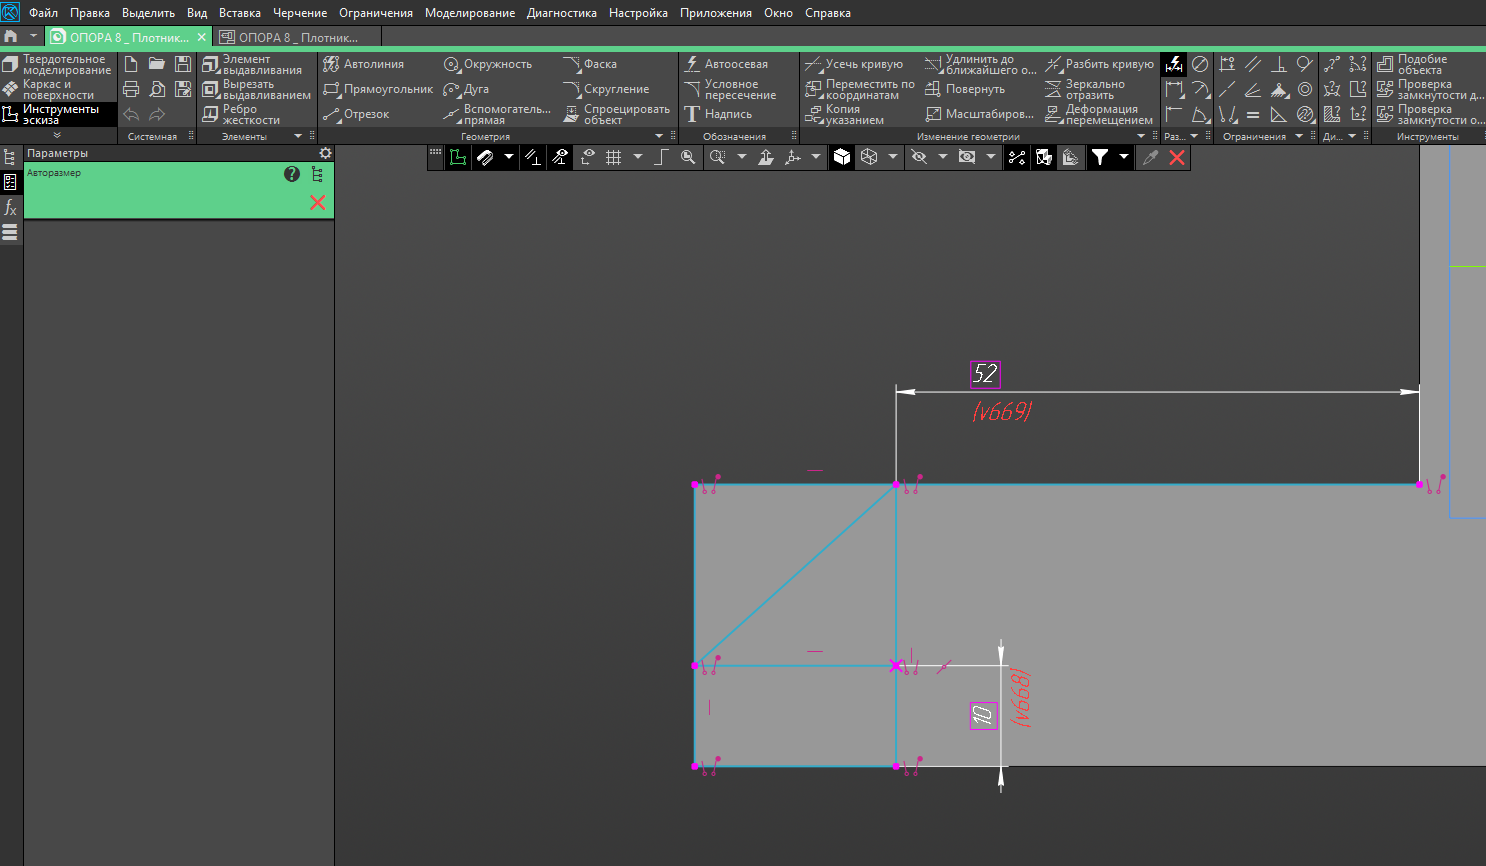 Файл Правка Выделить Вид Вставка Черчение Ограничения Моделирование Диагностика Настройка Приложения Окно Справка
ОПОРА 8 _ Плотник... ОПОРА 8 _ Плотник...
Твердотельное моделирование
Каркас и поверхности
Инструменты эскиза
Системная
Элемент выдавливания
Вырезать выдавливанием
Ребро жесткости
Элементы
Автолиния Окружность Фаска
Прямоугольник Дуга Скругление
Отрезок Вспомогатель... прямая Спроецировать объект
Геометрия
Автоосевая
Условное пересечение
Надпись
Обозначения
Усечь кривую Удлинить до ближайшего о... Разбить кривую
Переместить по координатам Повернуть Зеркально отразить
Копия указанием Масштабировн... Деформация перемещением
Изменение геометрии
Раз...
Ограничения
Ди...
Подобие объекта
Проверка замкнутости д...
Проверка замкнутости о...
Инструменты
Параметры
Авторазмер
52
(v669)
10
(v668)